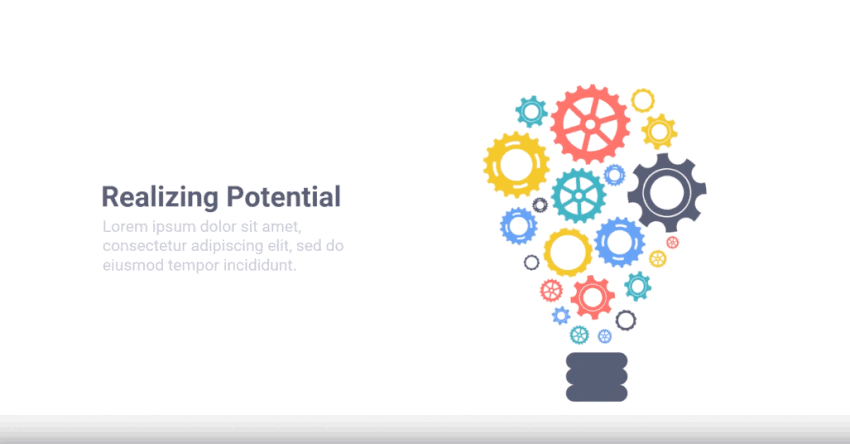 Realizing Potential
Lorem ipsum dolor sit amet,
consectetur adipiscing elit, sed do
eiusmod tempor incididunt.